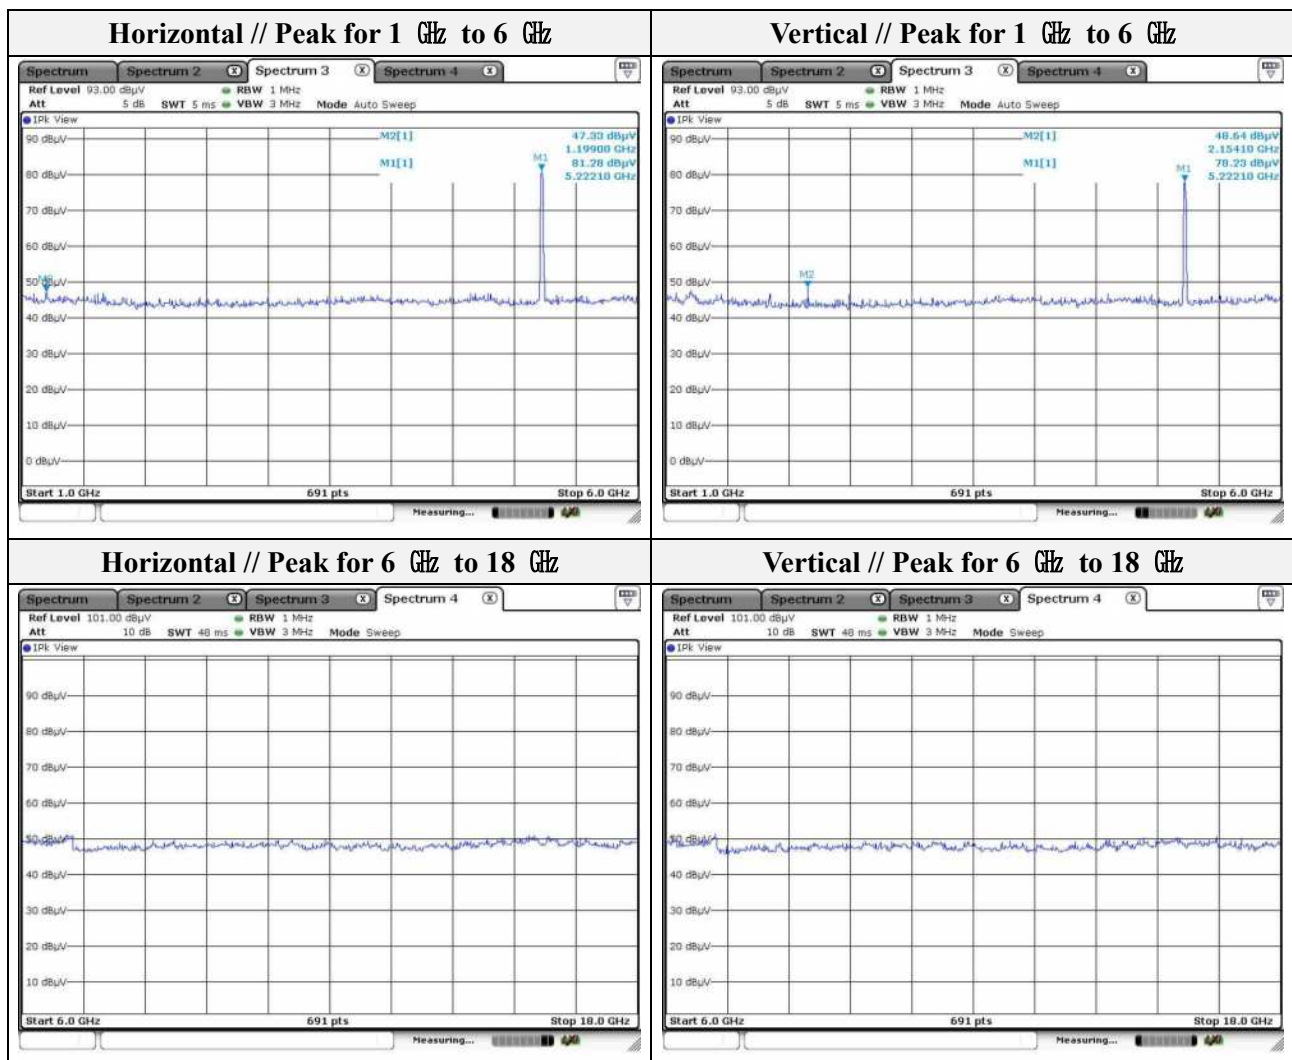 Horizontal // Peak for 1 ㎓ to 6 ㎓
Vertical // Peak for 1 ㎓ to 6 ㎓
Spectrum Spectrum 2 Spectrum 3 Spectrum 4
Ref Level 93.00 dBµV RBW 1 MHz
Att 5 dB SWT 5 ms VBW 3 MHz Mode Auto Sweep
1Pk View
M2[1] 47.33 dBµV
1.19900 GHz
M1[1] 81.28 dBµV
5.22210 GHz
M1
M2
90 dBµV
80 dBµV
70 dBµV
60 dBµV
50 dBµV
40 dBµV
30 dBµV
20 dBµV
10 dBµV
0 dBµV
Start 1.0 GHz 691 pts Stop 6.0 GHz
Measuring...
Spectrum Spectrum 2 Spectrum 3 Spectrum 4
Ref Level 93.00 dBµV RBW 1 MHz
Att 5 dB SWT 5 ms VBW 3 MHz Mode Auto Sweep
1Pk View
M2[1] 48.64 dBµV
2.15410 GHz
M1[1] 78.23 dBµV
5.22210 GHz
M1
M2
90 dBµV
80 dBµV
70 dBµV
60 dBµV
50 dBµV
40 dBµV
30 dBµV
20 dBµV
10 dBµV
0 dBµV
Start 1.0 GHz 691 pts Stop 6.0 GHz
Measuring...
Horizontal // Peak for 6 ㎓ to 18 ㎓
Vertical // Peak for 6 ㎓ to 18 ㎓
Spectrum Spectrum 2 Spectrum 3 Spectrum 4
Ref Level 101.00 dBµV RBW 1 MHz
Att 10 dB SWT 48 ms VBW 3 MHz Mode Sweep
1Pk View
90 dBµV
80 dBµV
70 dBµV
60 dBµV
50 dBµV
40 dBµV
30 dBµV
20 dBµV
10 dBµV
Start 6.0 GHz 691 pts Stop 18.0 GHz
Measuring...
Spectrum Spectrum 2 Spectrum 3 Spectrum 4
Ref Level 101.00 dBµV RBW 1 MHz
Att 10 dB SWT 48 ms VBW 3 MHz Mode Sweep
1Pk View
90 dBµV
80 dBµV
70 dBµV
60 dBµV
50 dBµV
40 dBµV
30 dBµV
20 dBµV
10 dBµV
Start 6.0 GHz 691 pts Stop 18.0 GHz
Measuring...